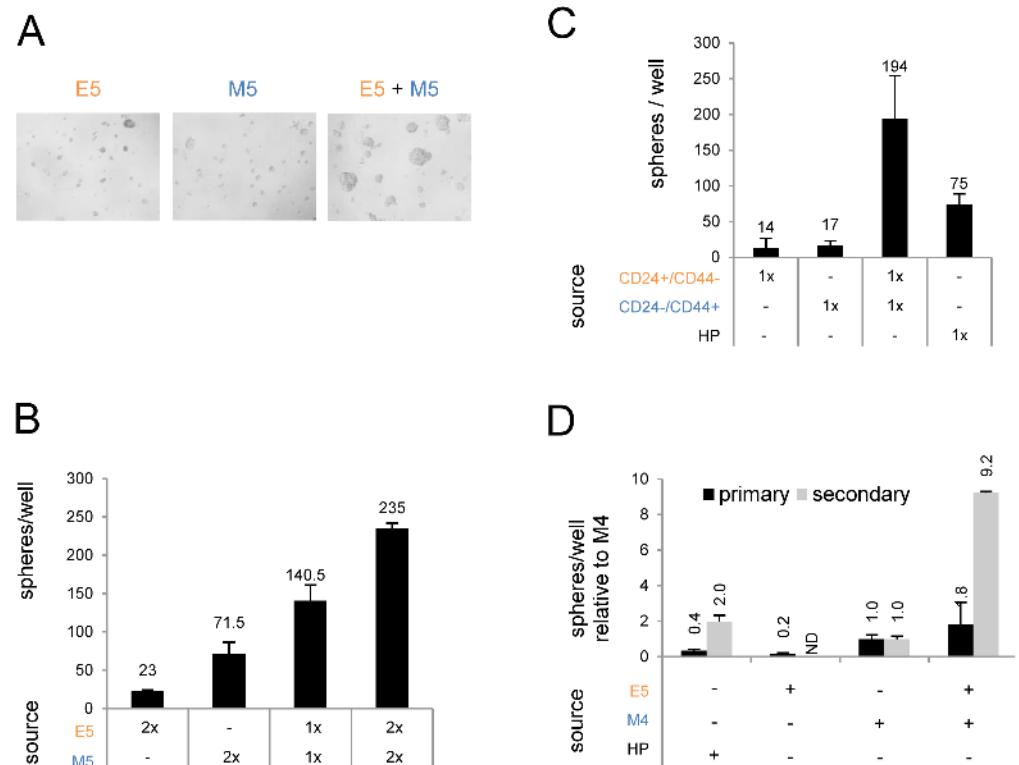 A
E5 M5 E5 + M5
B
spheres/well
300
250
200
150
100
50
0
23 71.5 140.5 235
source
E5 2x - 1x 2x
M5 - 2x 1x 2x
C
spheres / well
300
250
200
150
100
50
0
14 17 194 75
source
CD24+/CD44- 1x - 1x -
CD24-/CD44+ - 1x 1x -
HP - - - 1x
D
spheres/well
relative to M4
10
8
6
4
2
0
primary secondary
0.4 2.0 0.2 ND 1.0 1.0 1.8 9.2
source
E5 - + - +
M4 - - + +
HP + - - -